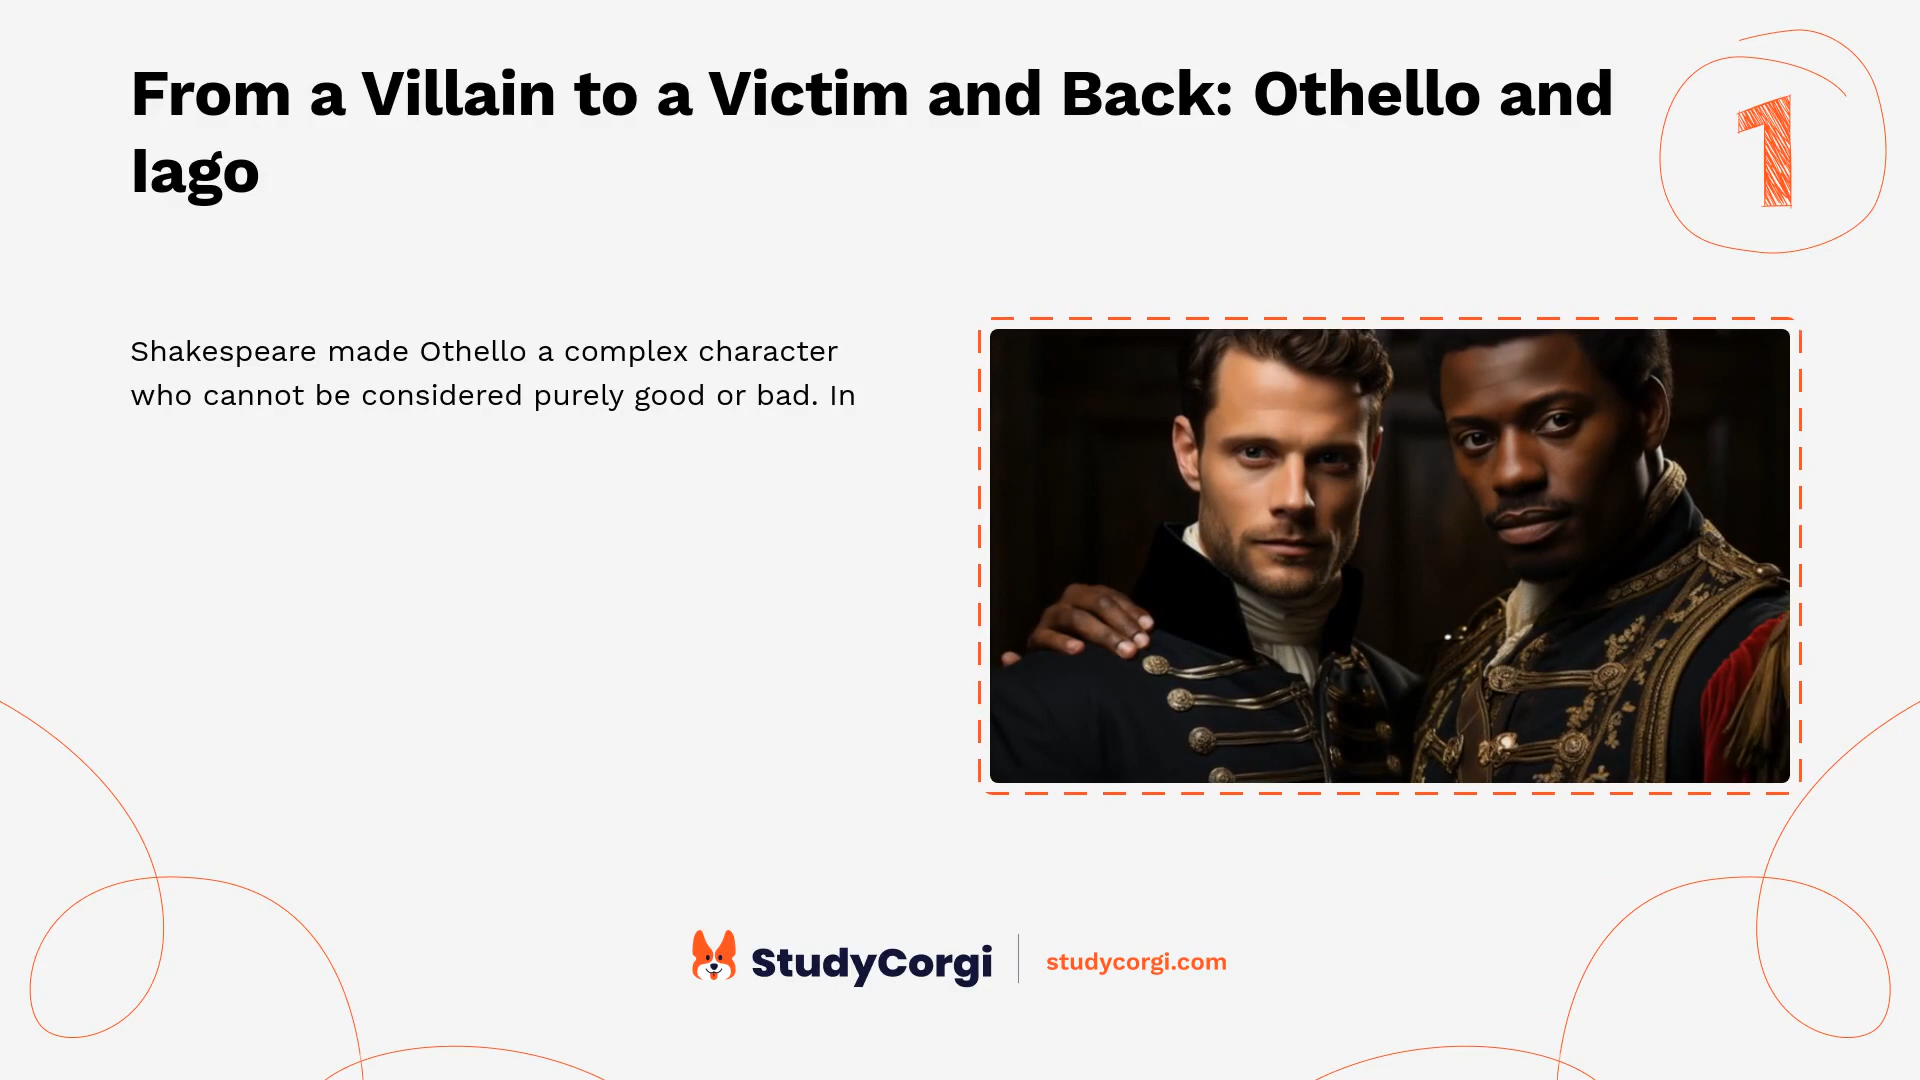 From a Villain to a Victim and Back: Othello and
Iago
1
Shakespeare made Othello a complex character
who cannot be considered purely good or bad. In
StudyCorgi
studycorgi.com